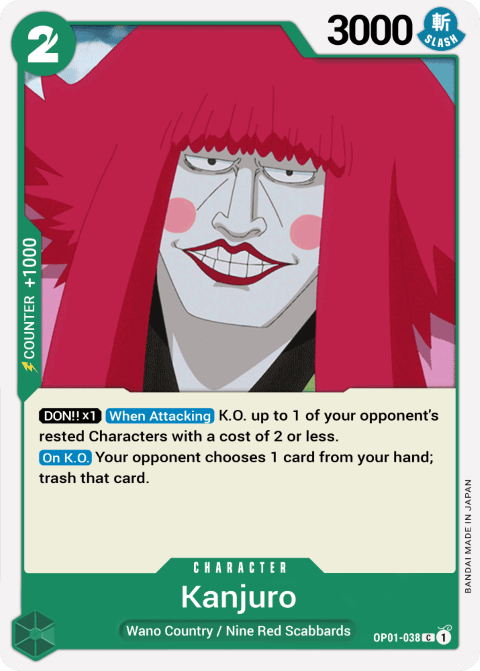 2
3000
斬
SLASH
COUNTER +1000
DON!! x1 When Attacking K.O. up to 1 of your opponent's
rested Characters with a cost of 2 or less.
On K.O. Your opponent chooses 1 card from your hand;
trash that card.
BANDAI MADE IN JAPAN
CHARACTER
Kanjuro
Wano Country / Nine Red Scabbards
OP01-038 C 1